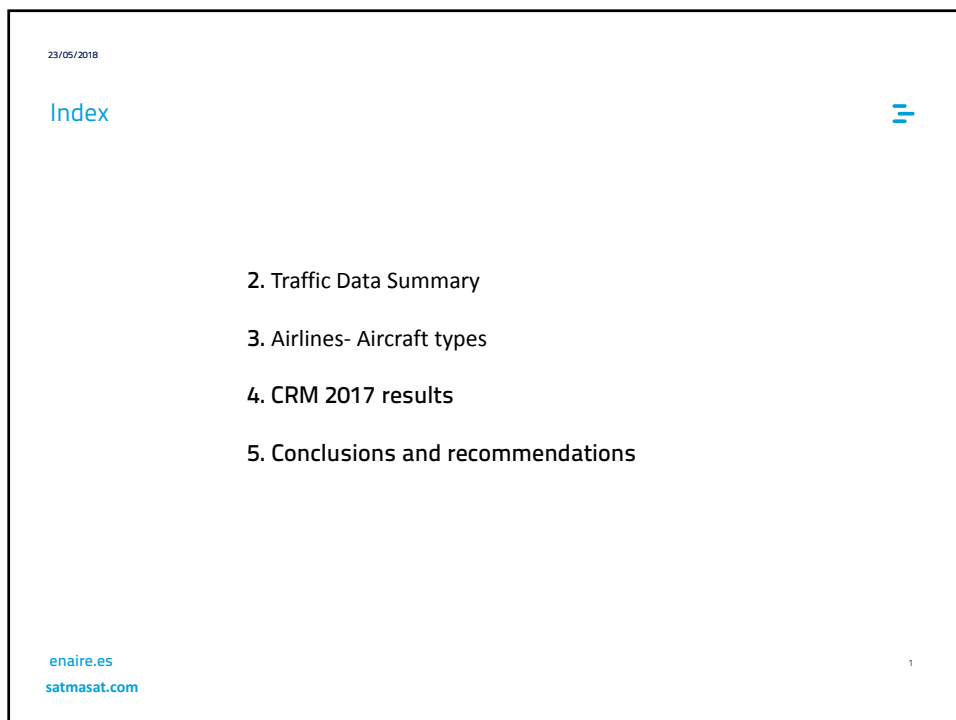 23/05/2018
Index
2. Traffic Data Summary
3. Airlines- Aircraft types
4. CRM 2017 results
5. Conclusions and recommendations
enaire.es
1
satmasat.com